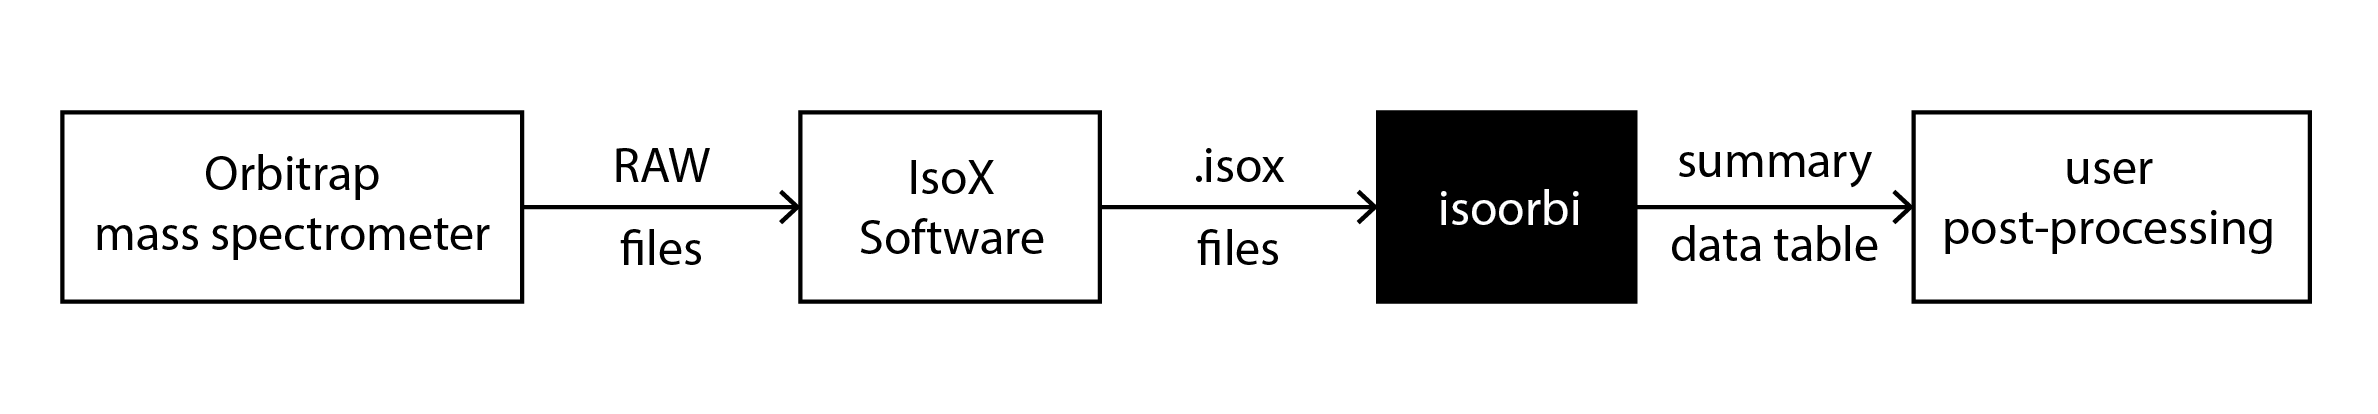 Orbitrap
mass spectrometer
RAW
files
IsoX
Software
.isox
files
isoorbi
summary
data table
user
post-processing